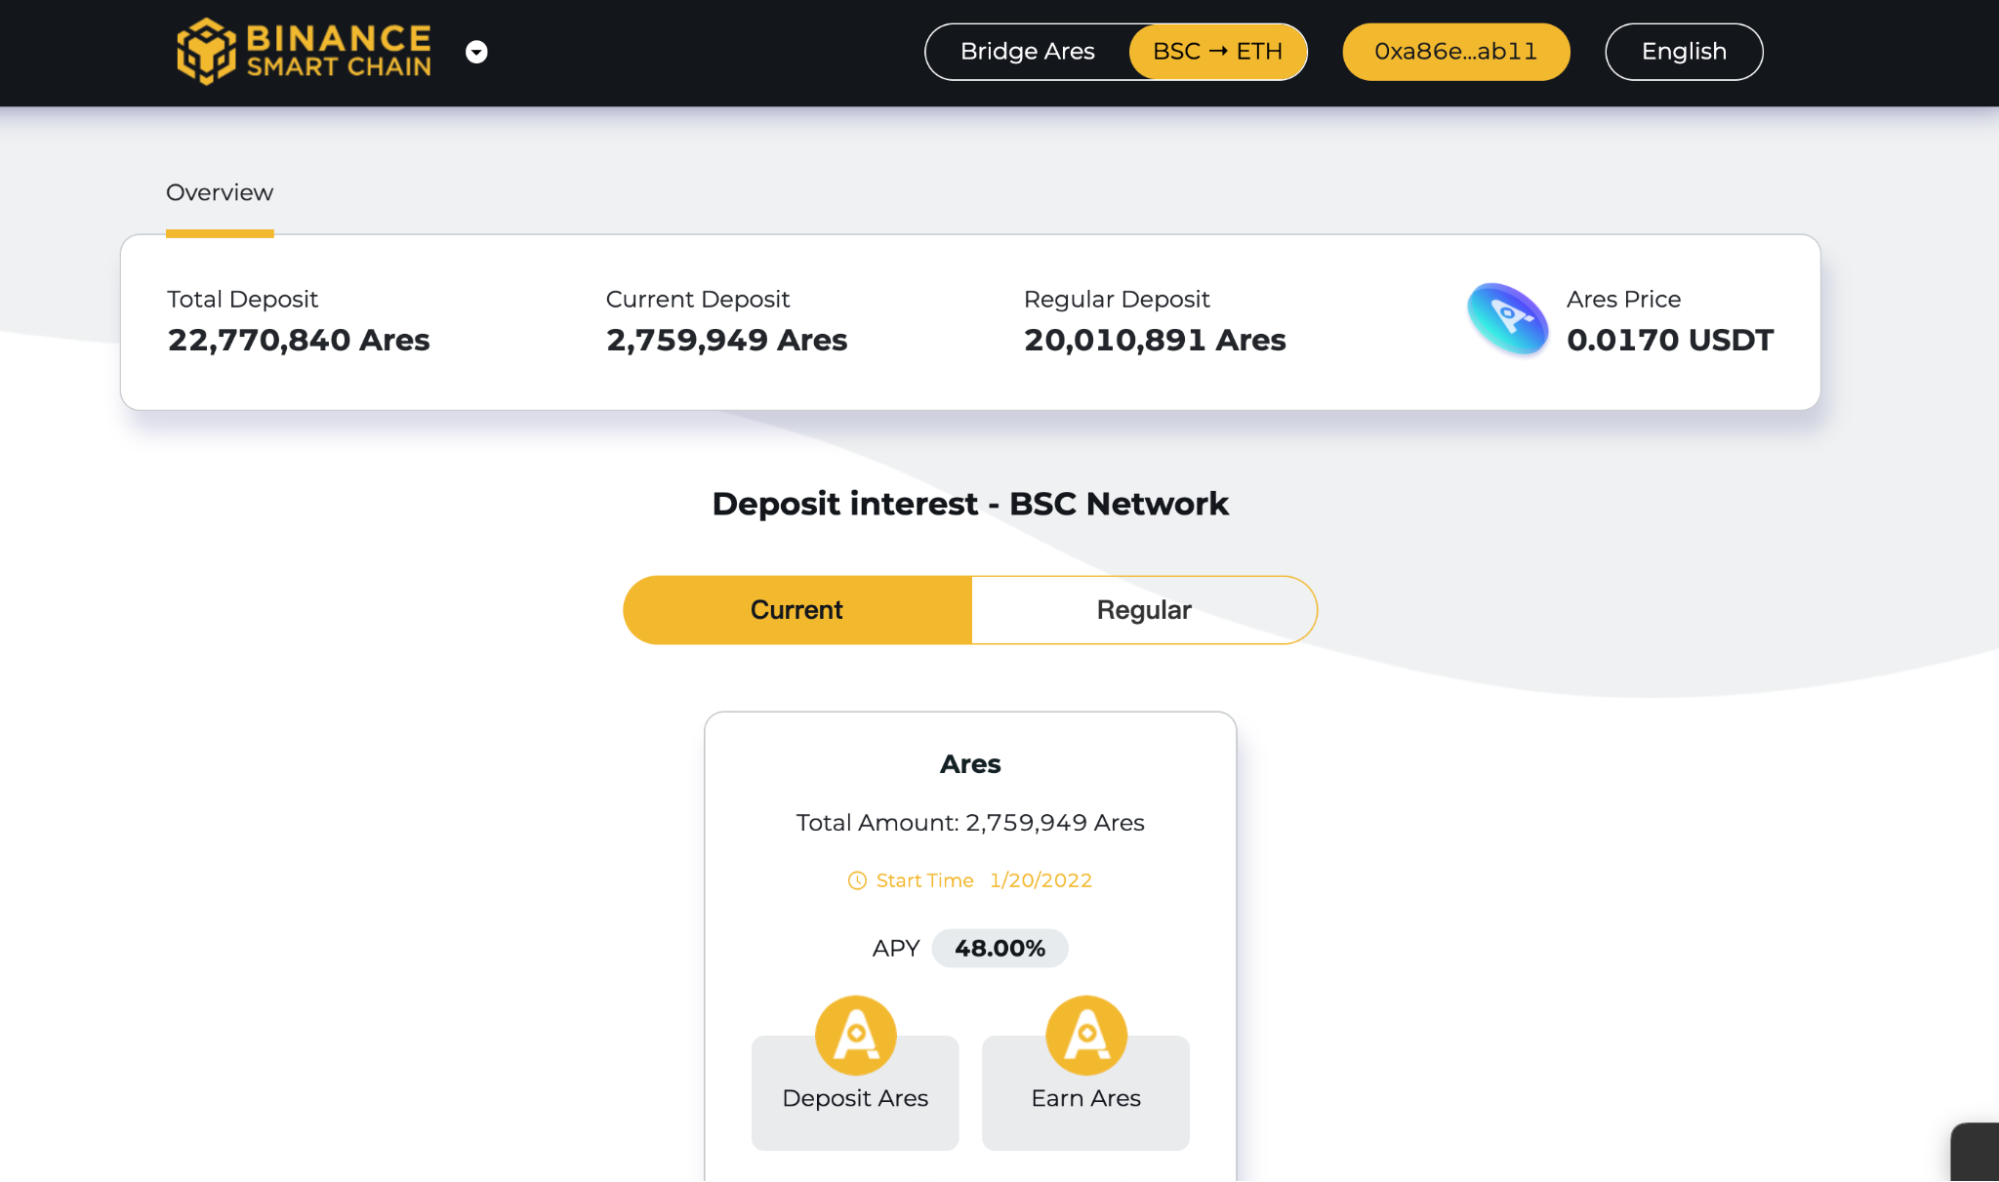 BINANCE
SMART CHAIN
Bridge Ares BSC → ETH 0xa86e...ab11 English
Overview
Total Deposit Current Deposit Regular Deposit Ares Price
22,770,840 Ares 2,759,949 Ares 20,010,891 Ares 0.0170 USDT
Deposit interest - BSC Network
Current Regular
Ares
Total Amount: 2,759,949 Ares
Start Time 1/20/2022
APY 48.00%
Deposit Ares Earn Ares